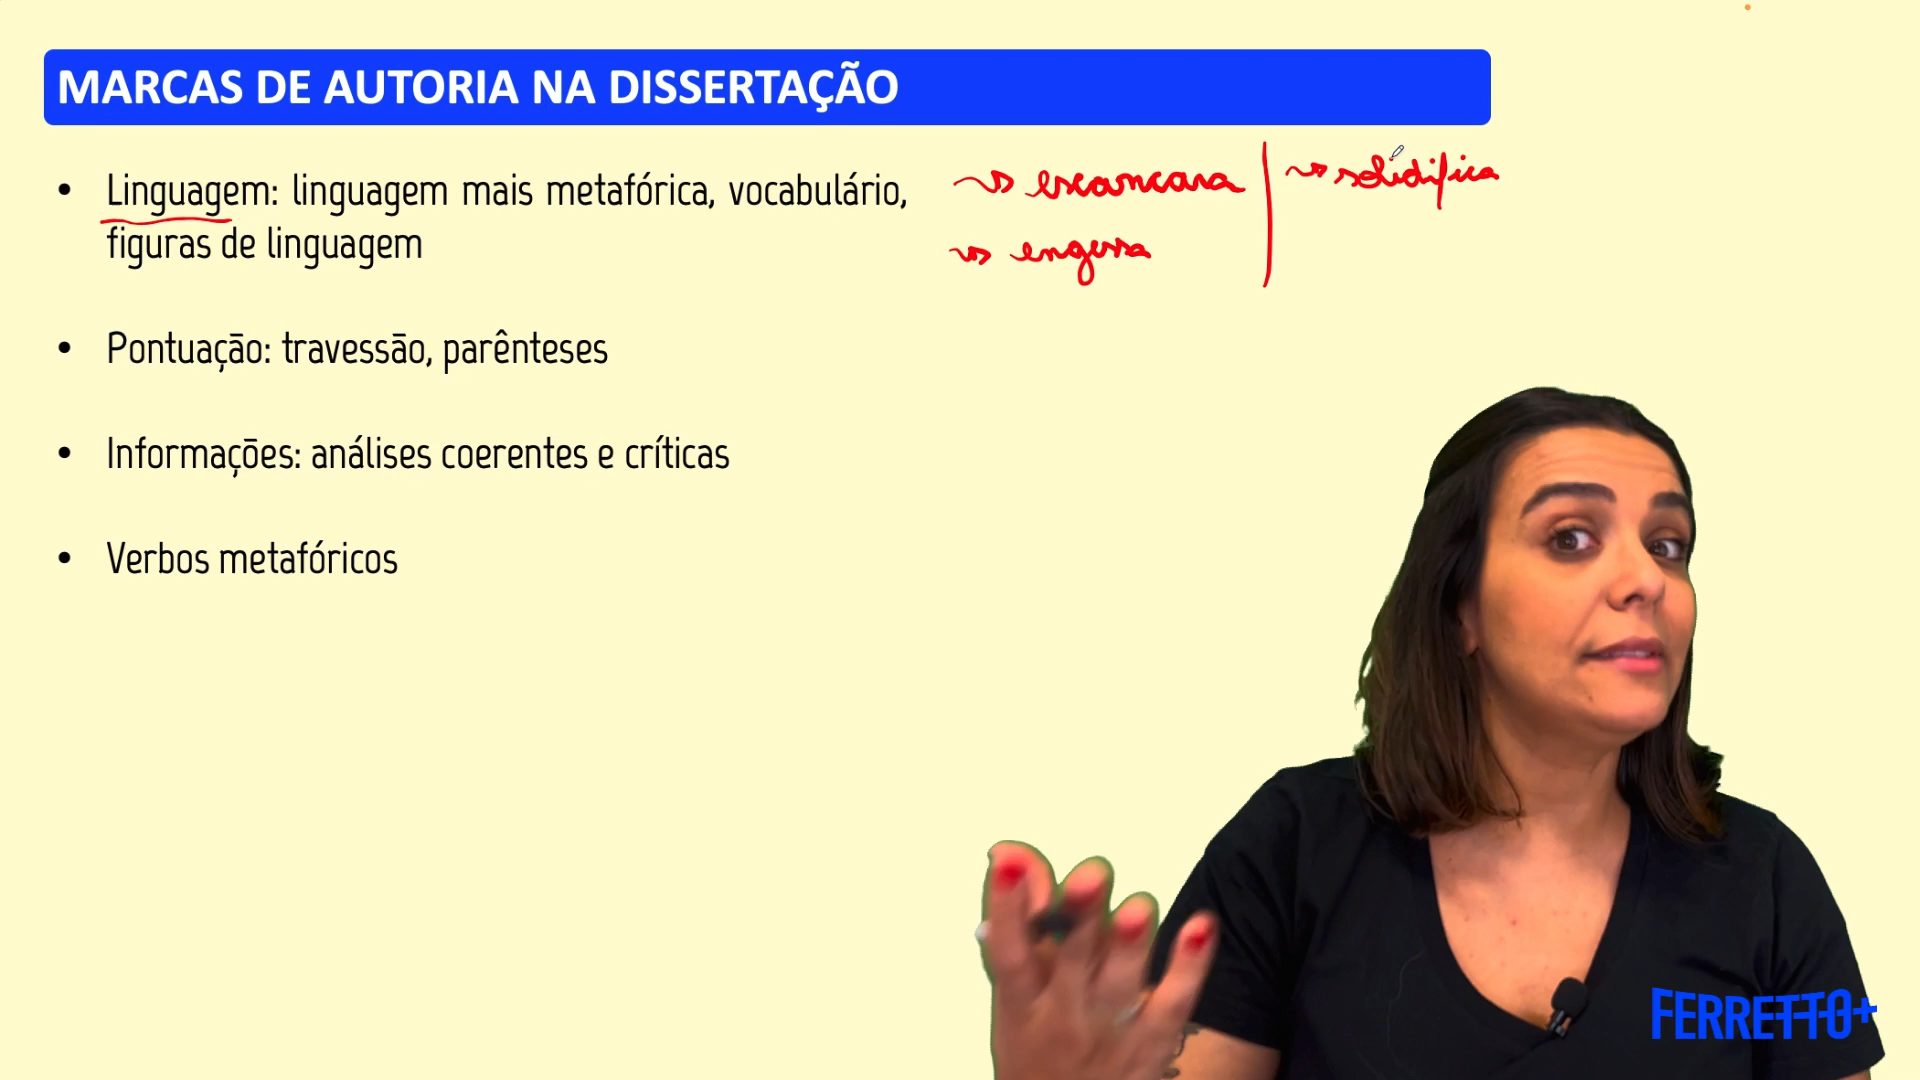 MARCAS DE AUTORIA NA DISSERTAÇÃO
• Linguagem: linguagem mais metafórica, vocabulário,
figuras de linguagem
escancara
solidifica
engessa
• Pontuação: travessão, parênteses
• Informações: análises coerentes e críticas
• Verbos metafóricos
FERRETTO+